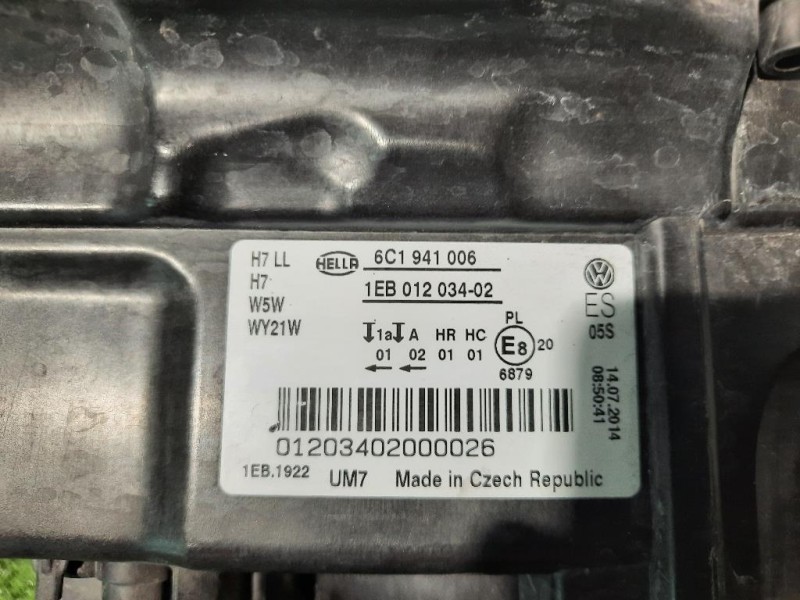 H7 LL
H7
W5W
WY21W
HELLA 6C1 941 006
1EB 012 034-02
1a A HR HC
01 02 01 01
PL
E8 20
6879
VW
ES
05S
14.07.2014
08:50:41
01203402000026
1EB.1922 UM7 Made in Czech Republic